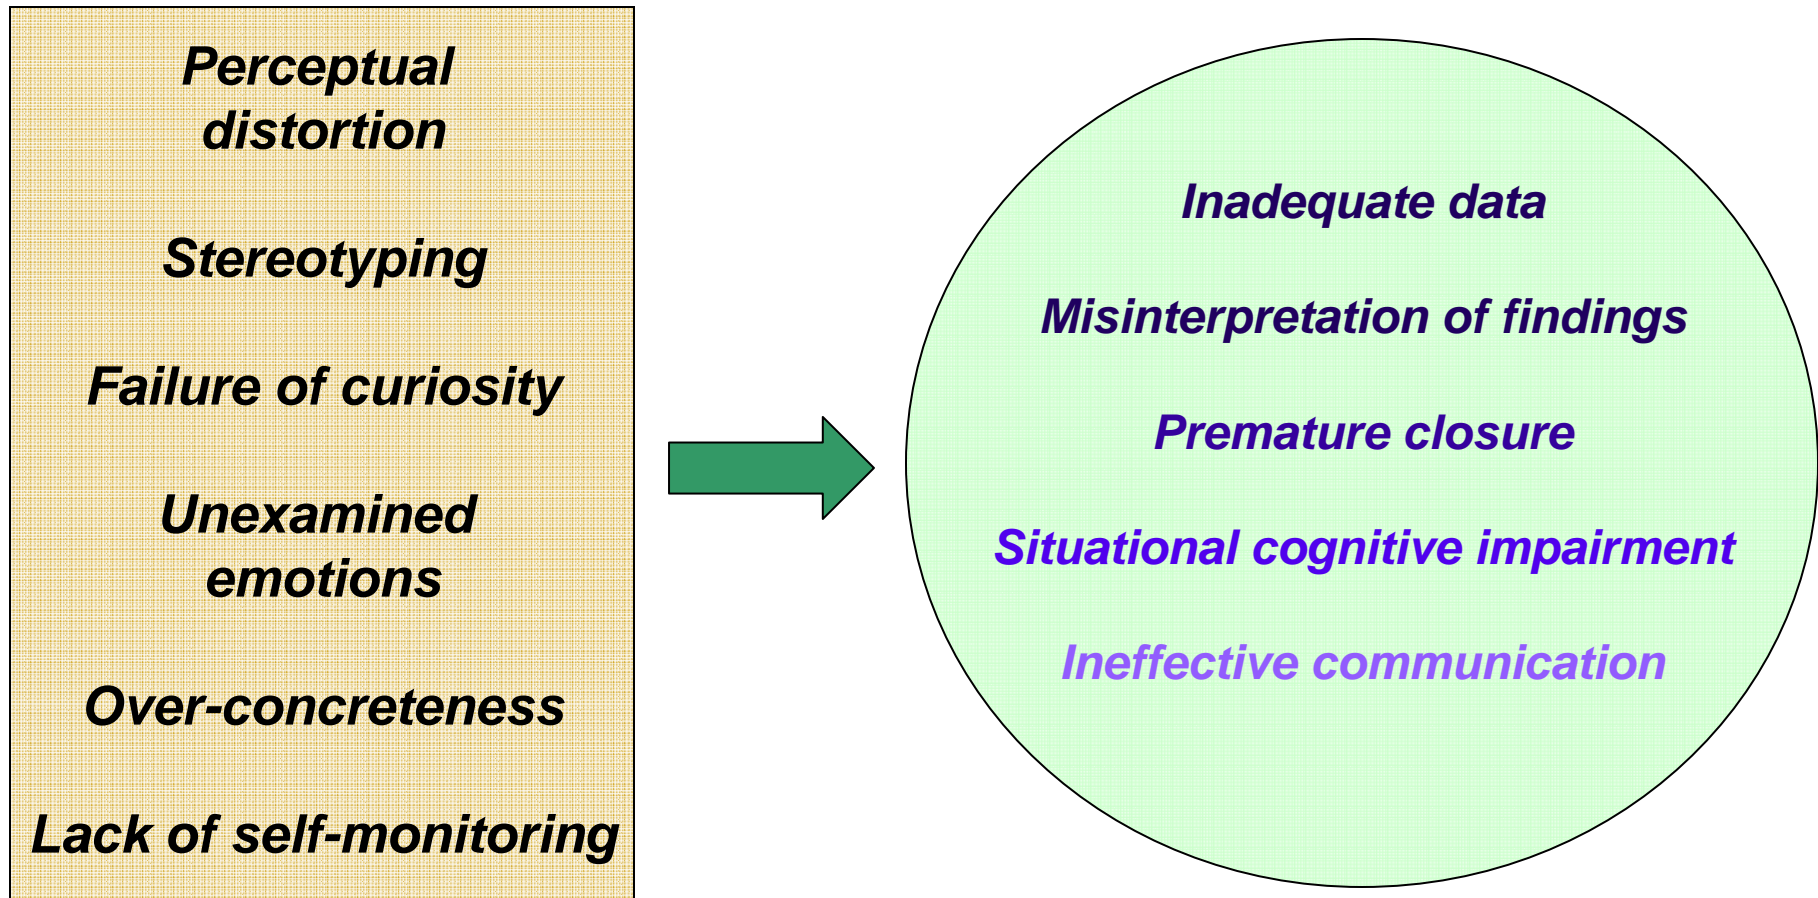 Perceptual
distortion
Stereotyping
Failure of curiosity
Unexamined
emotions
Over-concreteness
Lack of self-monitoring
Inadequate data
Misinterpretation of findings
Premature closure
Situational cognitive impairment
Ineffective communication